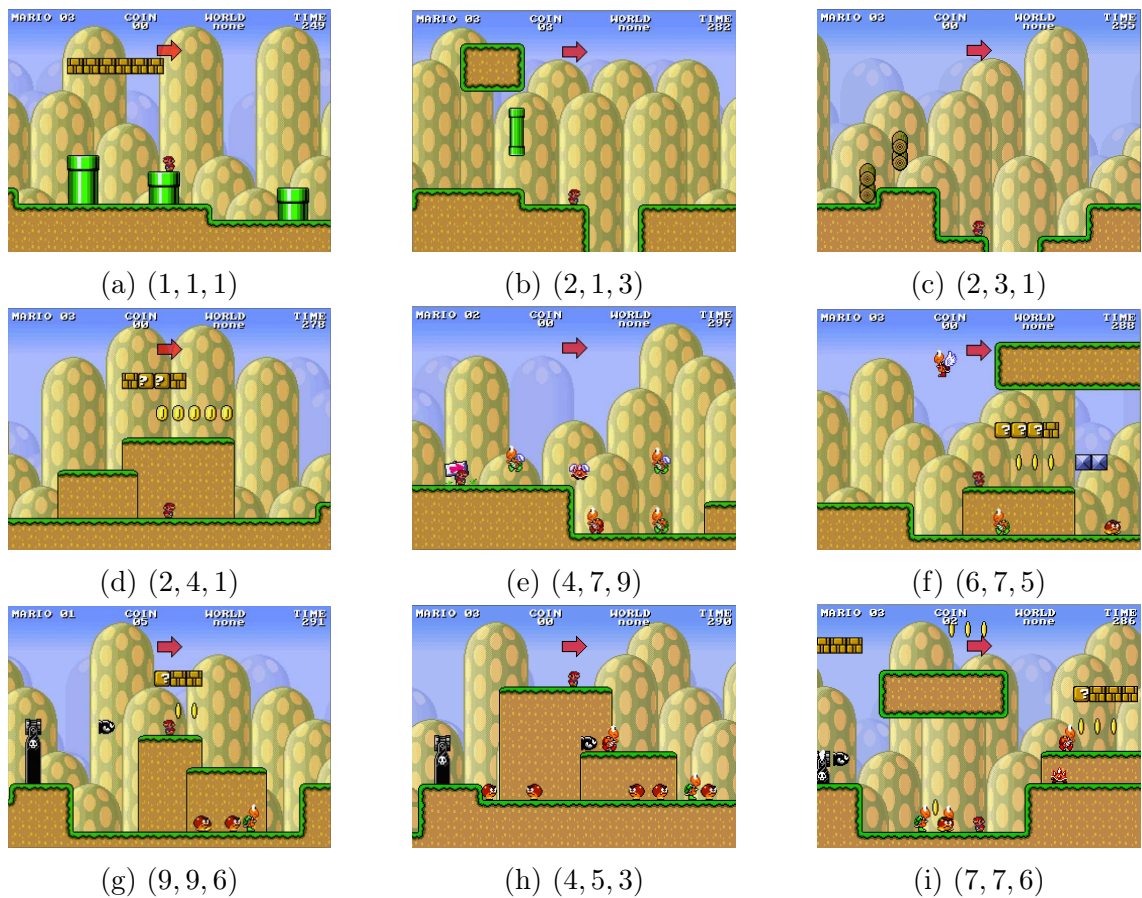 MARIO 03 COIN WORLD TIME
00 none 249
MARIO 03 COIN WORLD TIME
03 none 282
MARIO 03 COIN WORLD TIME
00 none 255
(a) (1, 1, 1)
(b) (2, 1, 3)
(c) (2, 3, 1)
MARIO 03 COIN WORLD TIME
00 none 278
? ?
MARIO 02 COIN WORLD TIME
00 none 297
MARIO 03 COIN WORLD TIME
00 none 288
? ? ?
(d) (2, 4, 1)
(e) (4, 7, 9)
(f) (6, 7, 5)
MARIO 01 COIN WORLD TIME
05 none 291
?
MARIO 03 COIN WORLD TIME
00 none 290
MARIO 03 COIN WORLD TIME
02 none 286
?
(g) (9, 9, 6)
(h) (4, 5, 3)
(i) (7, 7, 6)